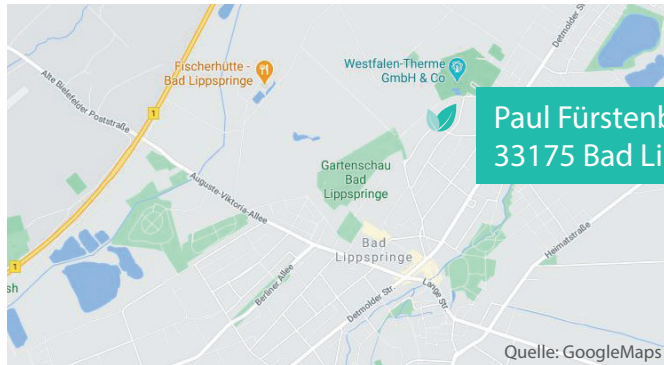 Detmolder S
Fischerhütte -
Bad Lippspringe
Westfalen-Therme
GmbH & Co
Alte Bielefelder Poststraße
1
Paul Fürstenb
33175 Bad Li
Gartenschau
Bad
Lippspringe
Auguste-Viktoria-Allee
Bad
Lippspringe
Heimatstraße
1
sh
Berliner Allee
Detmolder Str.
Lange Str
Quelle: GoogleMaps